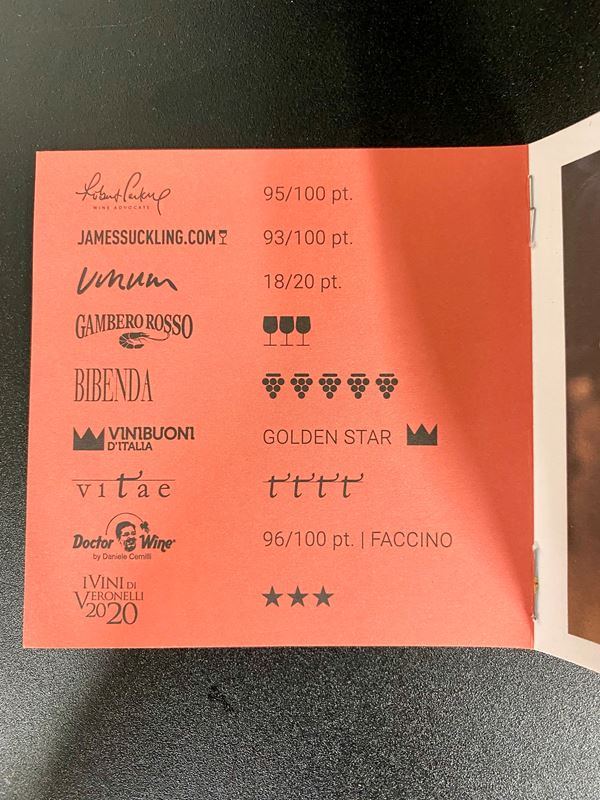 Robert Parker 95/100 pt.
WINE ADVOCATE
JAMESSUCKLING.COM 93/100 pt.
vinum 18/20 pt.
GAMBERO ROSSO
BIBENDA
VINIBUONI GOLDEN STAR
D'ITALIA
vitae t t t t
Doctor Wine® 96/100 pt. | FACCINO
by Daniele Cernilli
I VINI DI
VERONELLI
2020